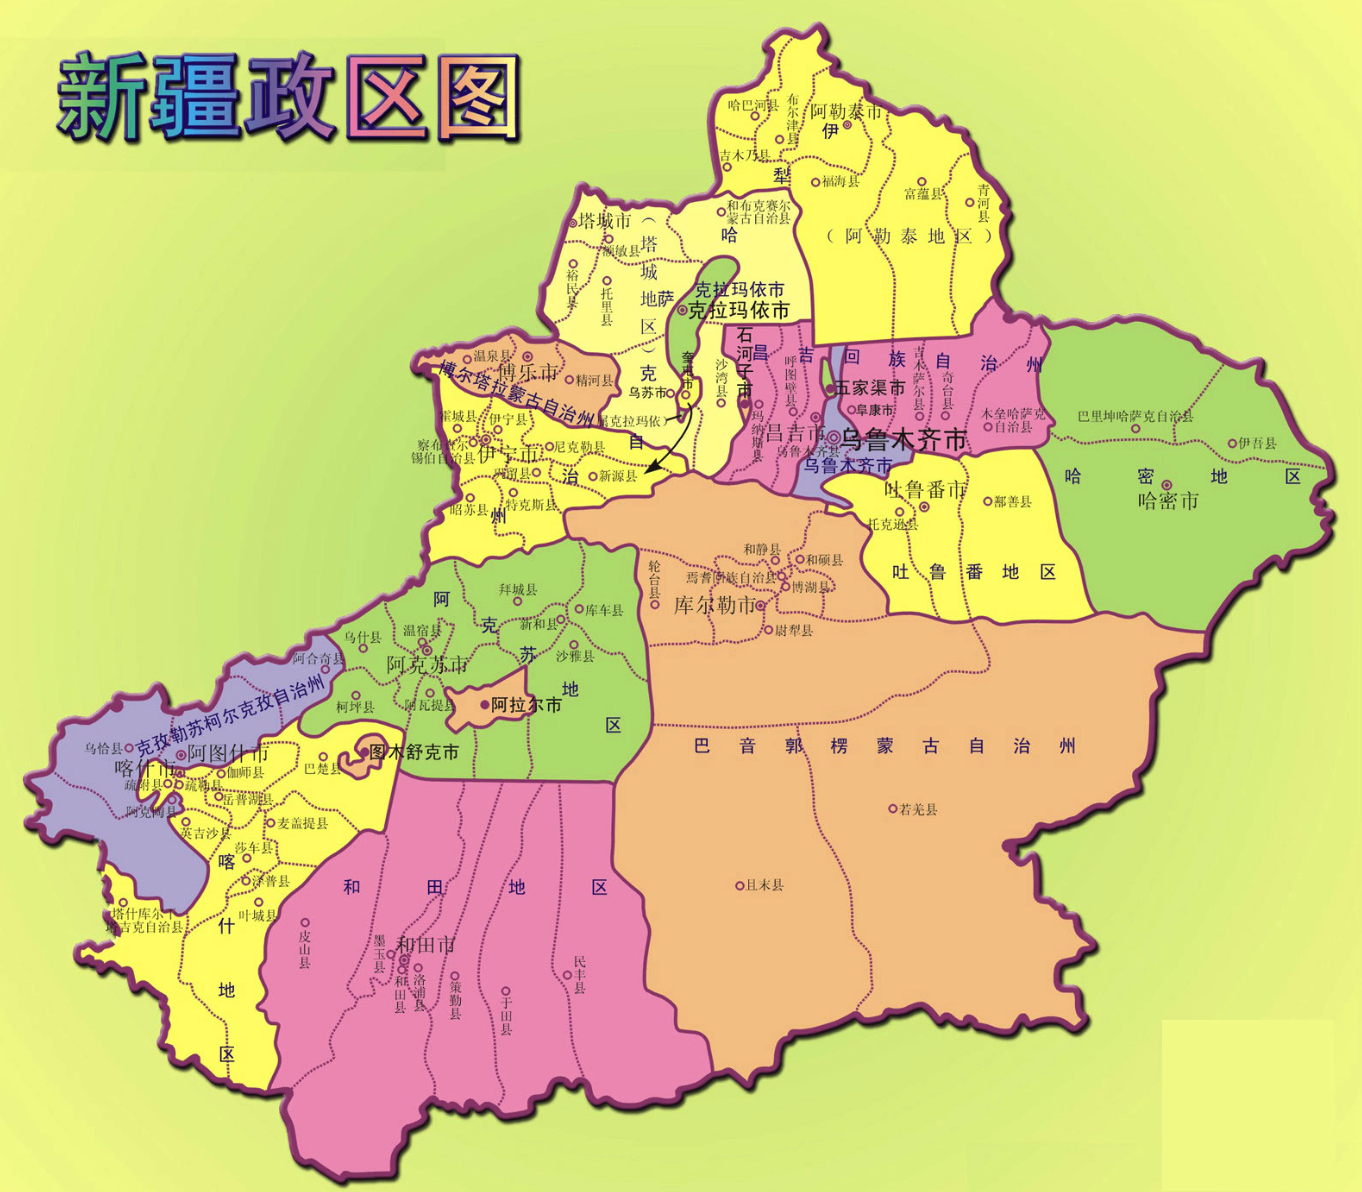 新疆政区图
哈巴河县
布尔津县
阿勒泰市
伊
吉木乃县
犁
福海县
富蕴县
青河县
（阿勒泰地区）
塔城市
（塔城地区）
和布克赛尔
蒙古自治县
哈
额敏县
裕民县
托里县
萨
克拉玛依市
克拉玛依市
石河子市
昌吉回族自治州
克
奎屯市
乌苏市
沙湾县
呼图壁县
玛纳斯县
五家渠市
吉木萨尔县
奇台县
阜康市
木垒哈萨克
自治县
昌吉市
乌鲁木齐市
乌鲁木齐县
乌鲁木齐市
巴里坤哈萨克自治县
伊吾县
哈密地区
哈密市
温泉县
博乐市
精河县
博尔塔拉蒙古自治州
（属克拉玛依）
霍城县
伊宁县
察布查尔
锡伯自治县
伊宁市
尼克勒县
自
巩留县
新源县
治
昭苏县
特克斯县
州
吐鲁番市
鄯善县
托克逊县
吐鲁番地区
和静县
和硕县
轮台县
焉耆回族自治县
博湖县
库尔勒市
尉犁县
阿克苏地区
拜城县
库车县
新和县
温宿县
乌什县
阿克苏市
沙雅县
阿合奇县
柯坪县
阿瓦提县
阿拉尔市
克孜勒苏柯尔克孜自治州
巴音郭楞蒙古自治州
若羌县
且末县
乌恰县
阿图什市
图木舒克市
喀什市
巴楚县
伽师县
疏附县
疏勒县
岳普湖县
阿克陶县
英吉沙县
麦盖提县
莎车县
泽普县
叶城县
塔什库尔干
塔吉克自治县
喀什地区
和田地区
皮山县
墨玉县
和田市
和田县
洛浦县
策勤县
于田县
民丰县